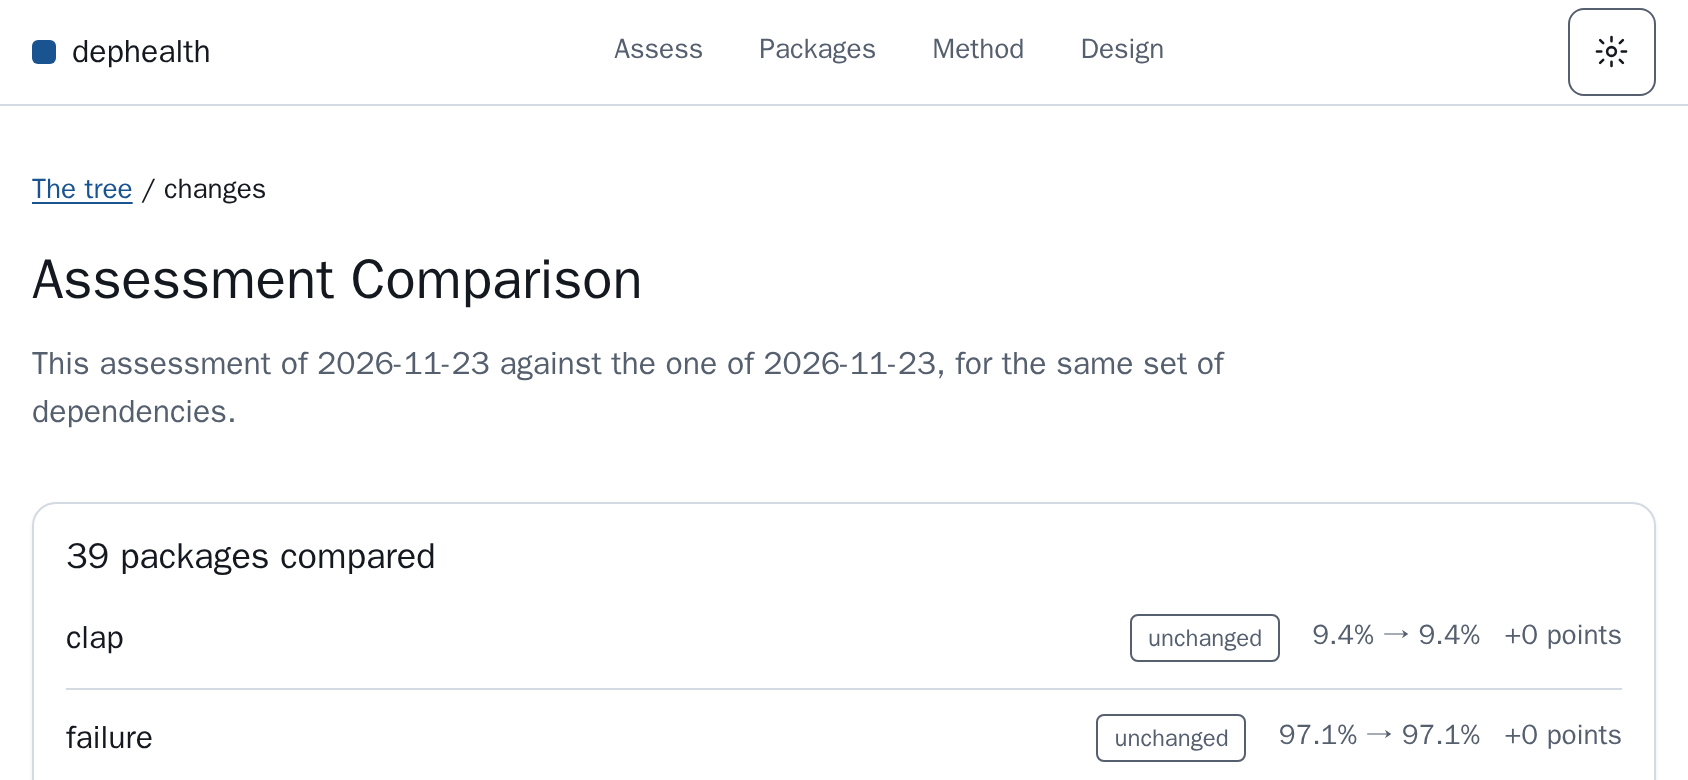 dephealth
Assess Packages Method Design
The tree / changes
Assessment Comparison
This assessment of 2026-11-23 against the one of 2026-11-23, for the same set of
dependencies.
39 packages compared
clap unchanged 9.4% → 9.4% +0 points
failure unchanged 97.1% → 97.1% +0 points